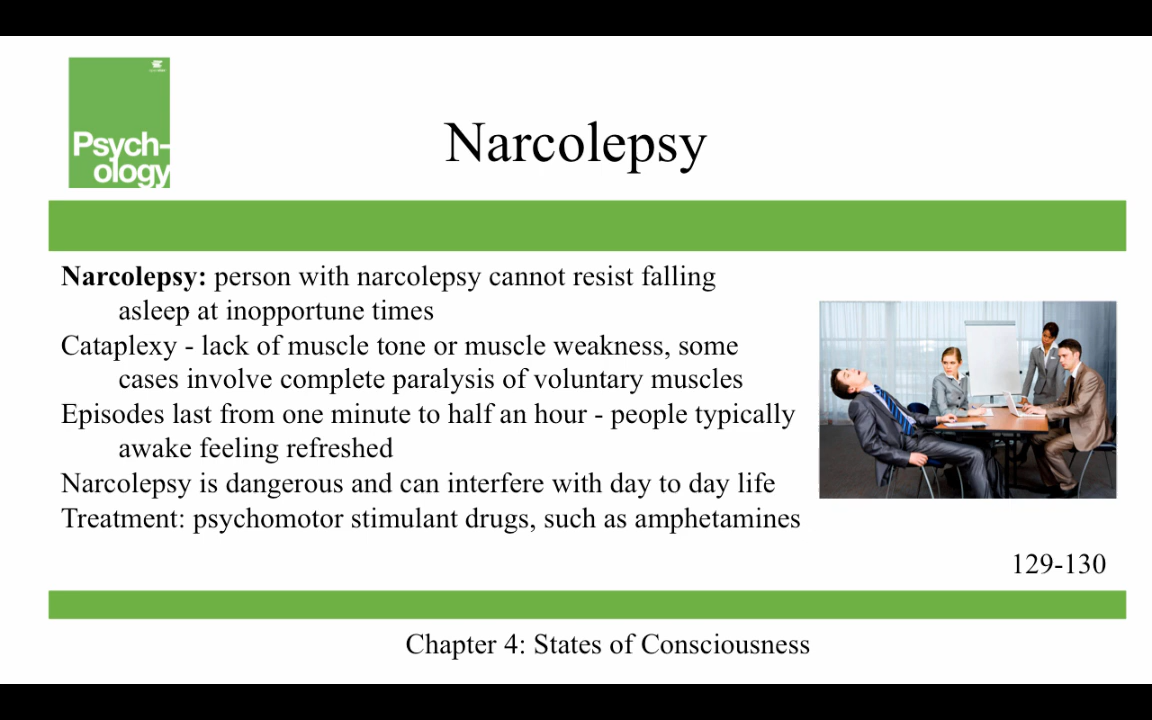 Psych-
ology
Narcolepsy
Narcolepsy: person with narcolepsy cannot resist falling
asleep at inopportune times
Cataplexy - lack of muscle tone or muscle weakness, some
cases involve complete paralysis of voluntary muscles
Episodes last from one minute to half an hour - people typically
awake feeling refreshed
Narcolepsy is dangerous and can interfere with day to day life
Treatment: psychomotor stimulant drugs, such as amphetamines
129-130
Chapter 4: States of Consciousness